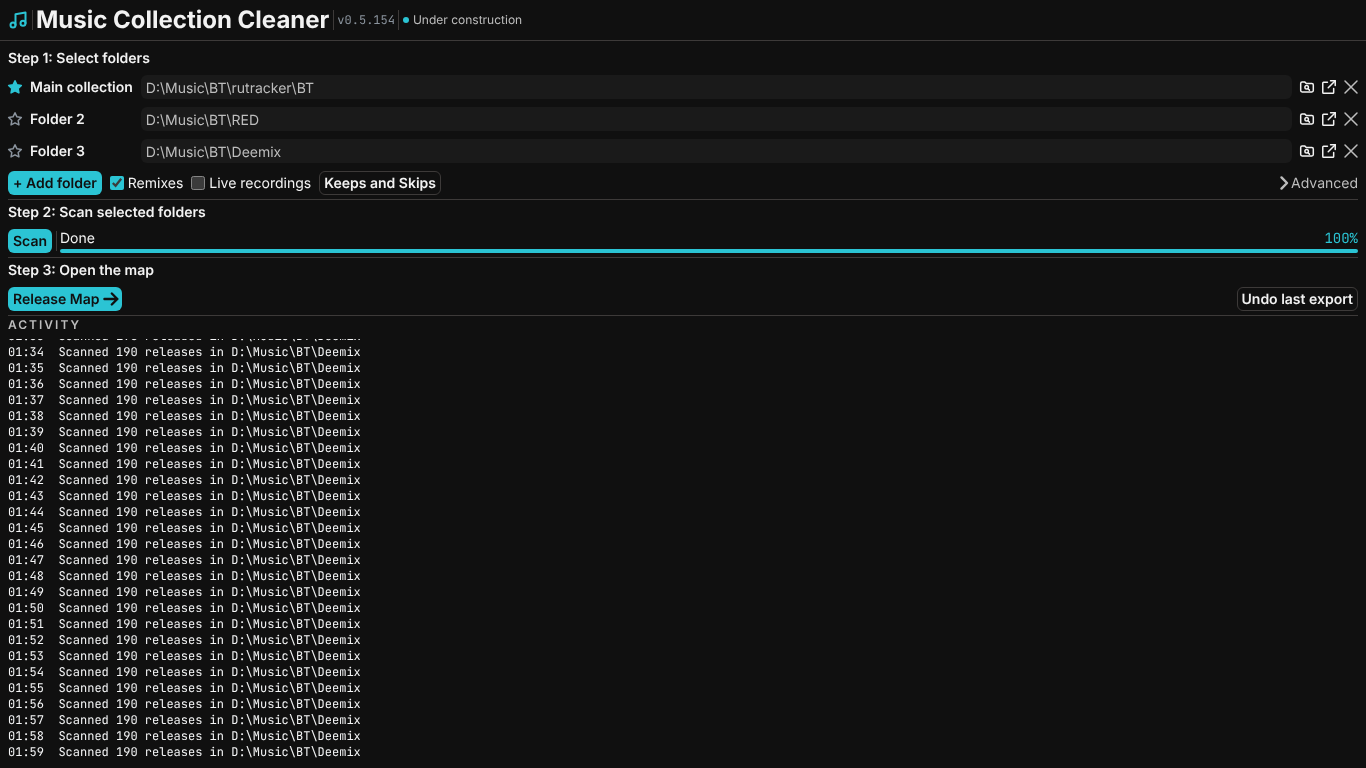 Music Collection Cleaner v0.5.154 Under construction
Step 1: Select folders
Main collection D:\Music\BT\rutracker\BT
Folder 2 D:\Music\BT\RED
Folder 3 D:\Music\BT\Deemix
+ Add folder Remixes Live recordings Keeps and Skips Advanced
Step 2: Scan selected folders
Scan Done 100%
Step 3: Open the map
Release Map Undo last export
ACTIVITY
01:34 Scanned 190 releases in D:\Music\BT\Deemix
01:35 Scanned 190 releases in D:\Music\BT\Deemix
01:36 Scanned 190 releases in D:\Music\BT\Deemix
01:37 Scanned 190 releases in D:\Music\BT\Deemix
01:38 Scanned 190 releases in D:\Music\BT\Deemix
01:39 Scanned 190 releases in D:\Music\BT\Deemix
01:40 Scanned 190 releases in D:\Music\BT\Deemix
01:41 Scanned 190 releases in D:\Music\BT\Deemix
01:42 Scanned 190 releases in D:\Music\BT\Deemix
01:43 Scanned 190 releases in D:\Music\BT\Deemix
01:44 Scanned 190 releases in D:\Music\BT\Deemix
01:45 Scanned 190 releases in D:\Music\BT\Deemix
01:46 Scanned 190 releases in D:\Music\BT\Deemix
01:47 Scanned 190 releases in D:\Music\BT\Deemix
01:48 Scanned 190 releases in D:\Music\BT\Deemix
01:49 Scanned 190 releases in D:\Music\BT\Deemix
01:50 Scanned 190 releases in D:\Music\BT\Deemix
01:51 Scanned 190 releases in D:\Music\BT\Deemix
01:52 Scanned 190 releases in D:\Music\BT\Deemix
01:53 Scanned 190 releases in D:\Music\BT\Deemix
01:54 Scanned 190 releases in D:\Music\BT\Deemix
01:55 Scanned 190 releases in D:\Music\BT\Deemix
01:56 Scanned 190 releases in D:\Music\BT\Deemix
01:57 Scanned 190 releases in D:\Music\BT\Deemix
01:58 Scanned 190 releases in D:\Music\BT\Deemix
01:59 Scanned 190 releases in D:\Music\BT\Deemix